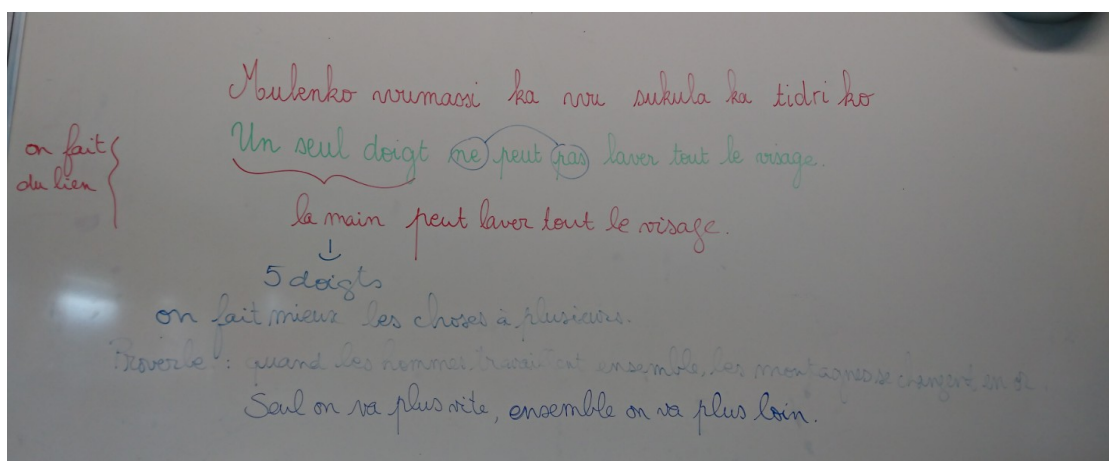 Mulenko wumassi ka wu sukula ka tidri ko
on fait
du lien
Un seul doigt ne peut pas laver tout le visage.
la main peut laver tout le visage.
5 doigts
on fait mieux les choses à plusieurs.
Proverbe : quand les hommes travaillent ensemble, les montagnes se changent en or.
Seul on va plus vite, ensemble on va plus loin.